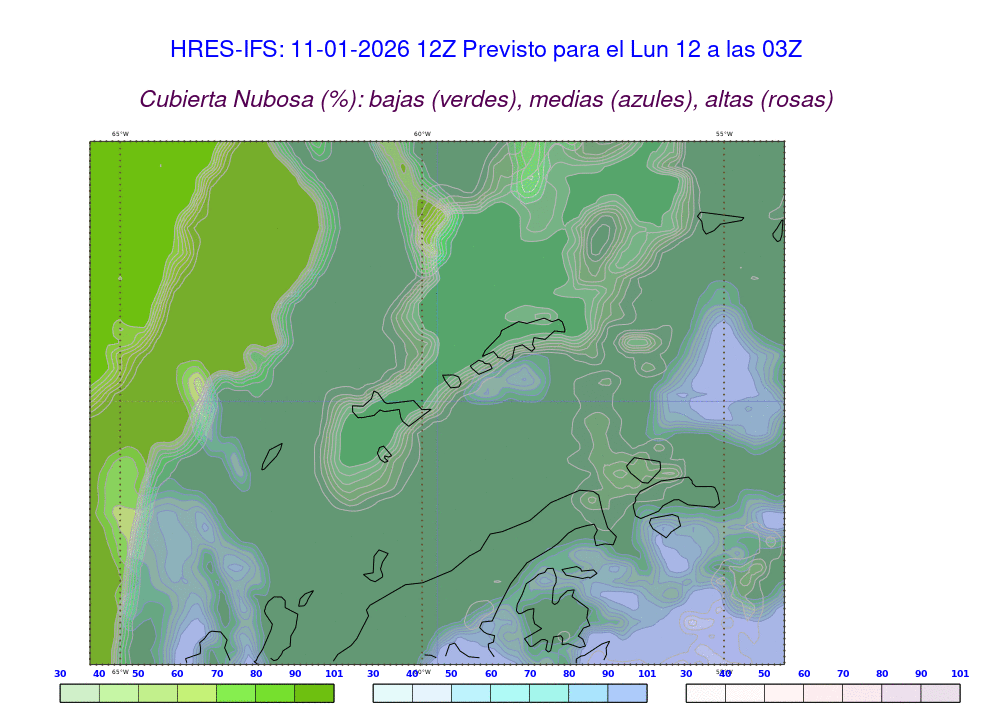 HRES-IFS: 11-01-2026 12Z Previsto para el Lun 12 a las 03Z
Cubierta Nubosa (%): bajas (verdes), medias (azules), altas (rosas)
65°W 60°W 55°W
65°W
30 40 50 60 70 80 90 101 30 40 50 60 70 80 90 101 30 40 50 60 70 80 90 101